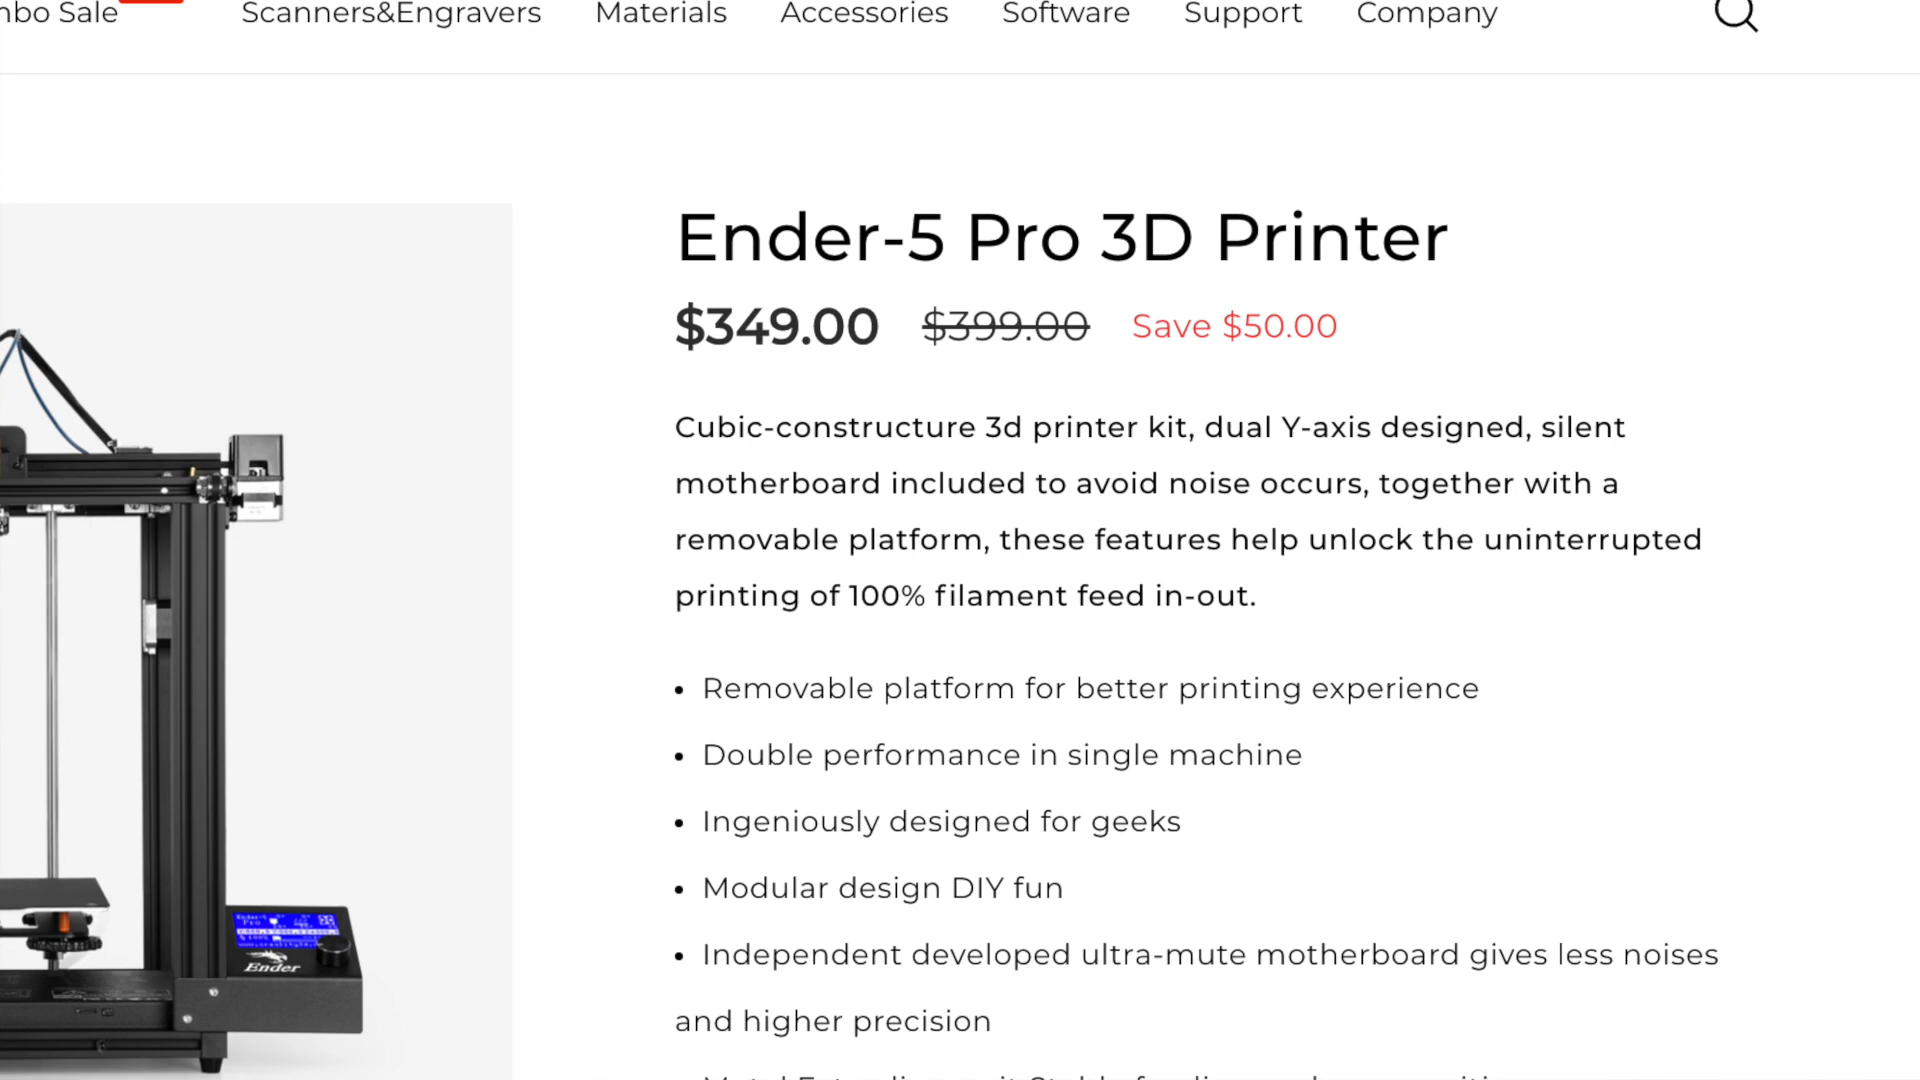 Sale
Scanners&Engravers
Materials
Accessories
Software
Support
Company
Ender-5 Pro 3D Printer
$349.00 $399.00 Save $50.00
Cubic-constructure 3d printer kit, dual Y-axis designed, silent
motherboard included to avoid noise occurs, together with a
removable platform, these features help unlock the uninterrupted
printing of 100% filament feed in-out.
• Removable platform for better printing experience
• Double performance in single machine
• Ingeniously designed for geeks
• Modular design DIY fun
• Independent developed ultra-mute motherboard gives less noises
and higher precision
Ender-5
Pro
Ender